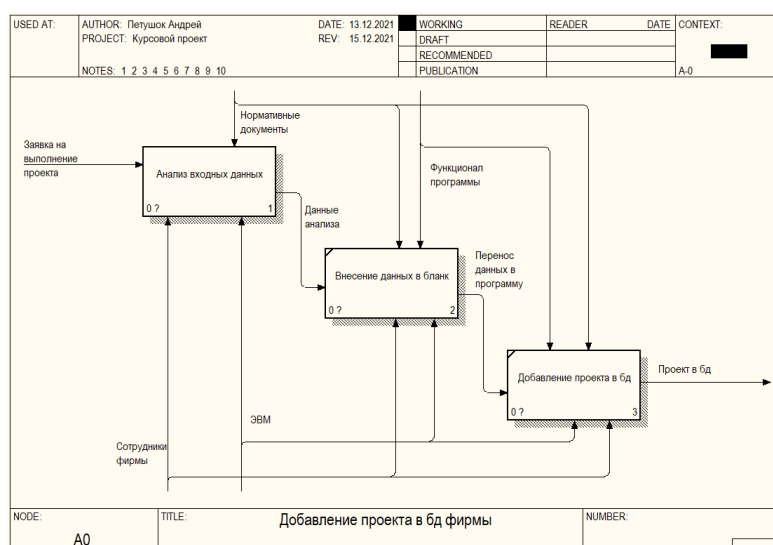 USED AT:
AUTHOR: Петушок Андрей
DATE: 13.12.2021
WORKING
READER
DATE
CONTEXT:
PROJECT: Курсовой проект
REV: 15.12.2021
DRAFT
RECOMMENDED
NOTES: 1 2 3 4 5 6 7 8 9 10
PUBLICATION
A-0
Нормативные
документы
Заявка на
выполнение
проекта
Анализ входных данных
0 ?
1
Функционал
программы
Данные
анализа
Внесение данных в бланк
0 ?
2
Перенос
данных в
программу
Добавление проекта в бд
0 ?
3
Проект в бд
ЭВМ
Сотрудники
фирмы
NODE:
A0
TITLE:
Добавление проекта в бд фирмы
NUMBER: